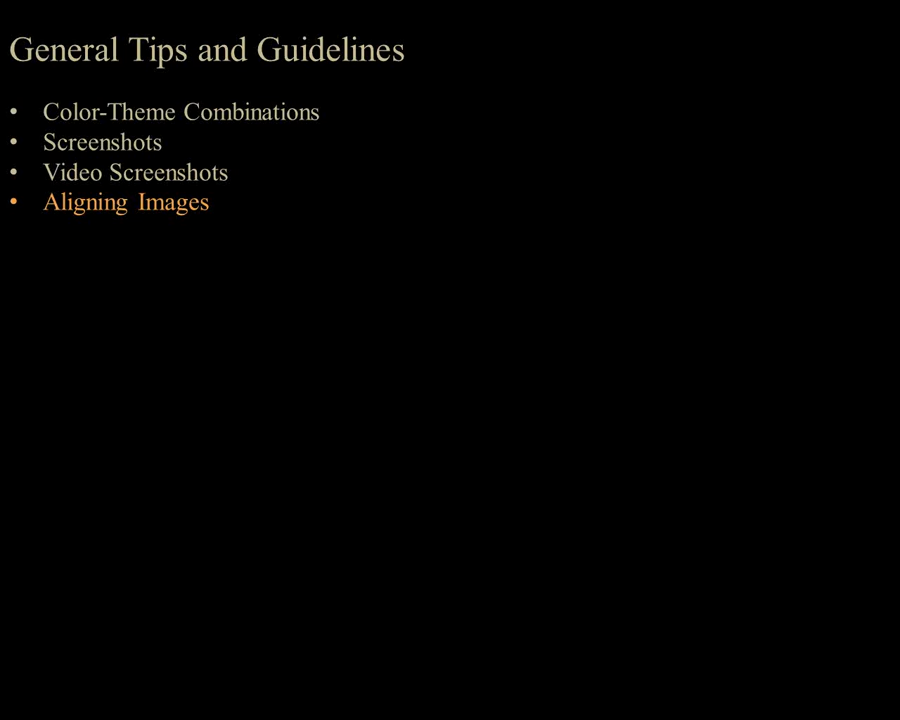 General Tips and Guidelines
• Color-Theme Combinations
• Screenshots
• Video Screenshots
• Aligning Images